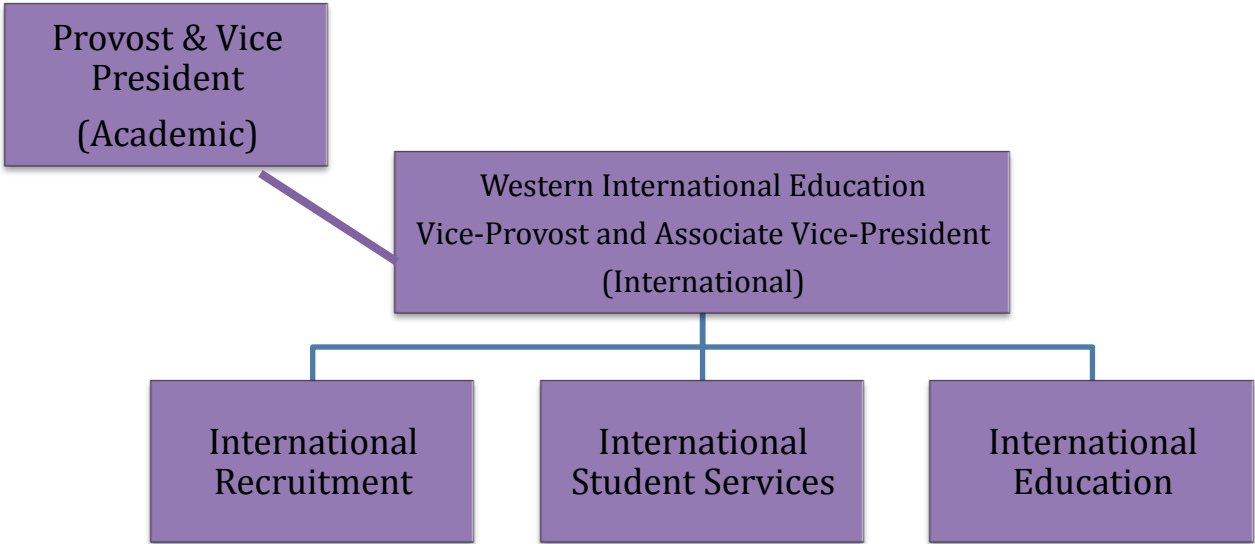 Provost & Vice
President
(Academic)
Western International Education
Vice-Provost and Associate Vice-President
(International)
International
Recruitment
International
Student Services
International
Education